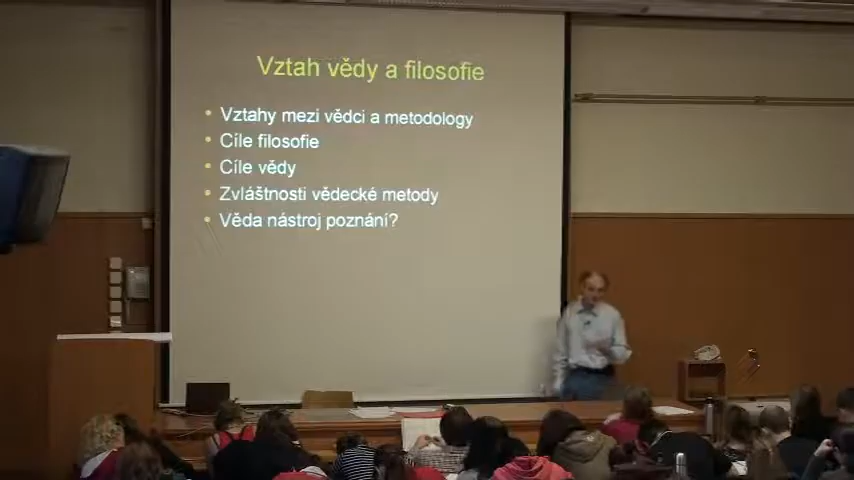 Vztah vědy a filosofie
• Vztahy mezi vědci a metodology
• Cíle filosofie
• Cíle vědy
• Zvláštnosti vědecké metody
• Věda nástroj poznání?